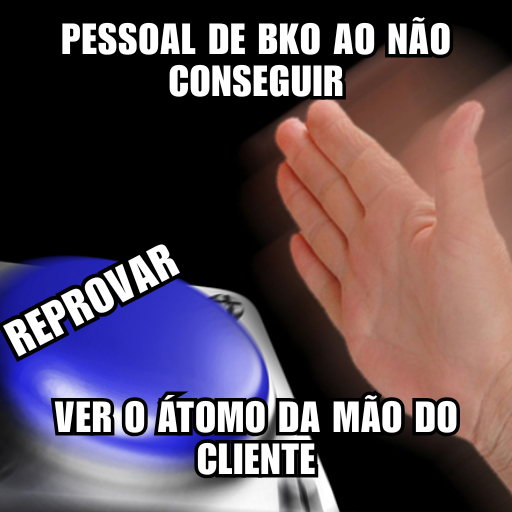 PESSOAL DE BKO AO NÃO
CONSEGUIR
REPROVAR
VER O ÁTOMO DA MÃO DO
CLIENTE